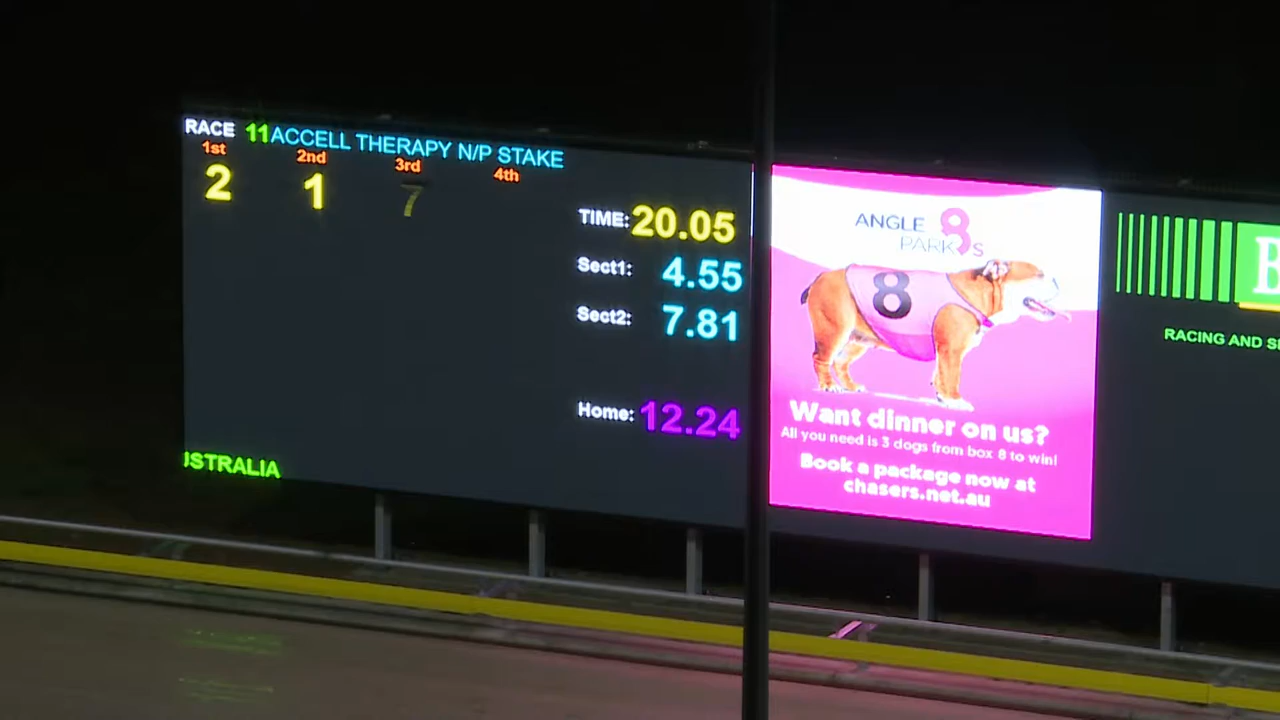 RACE 11 ACCELL THERAPY N/P STAKE
1st 2nd 3rd 4th
2 1 7
TIME: 20.05
Sect1: 4.55
Sect2: 7.81
Home: 12.24
USTRALIA
ANGLE
PARK 8s
8
Want dinner on us?
All you need is 3 dogs from box 8 to win!
Book a package now at
chasers.net.au
B
RACING AND S